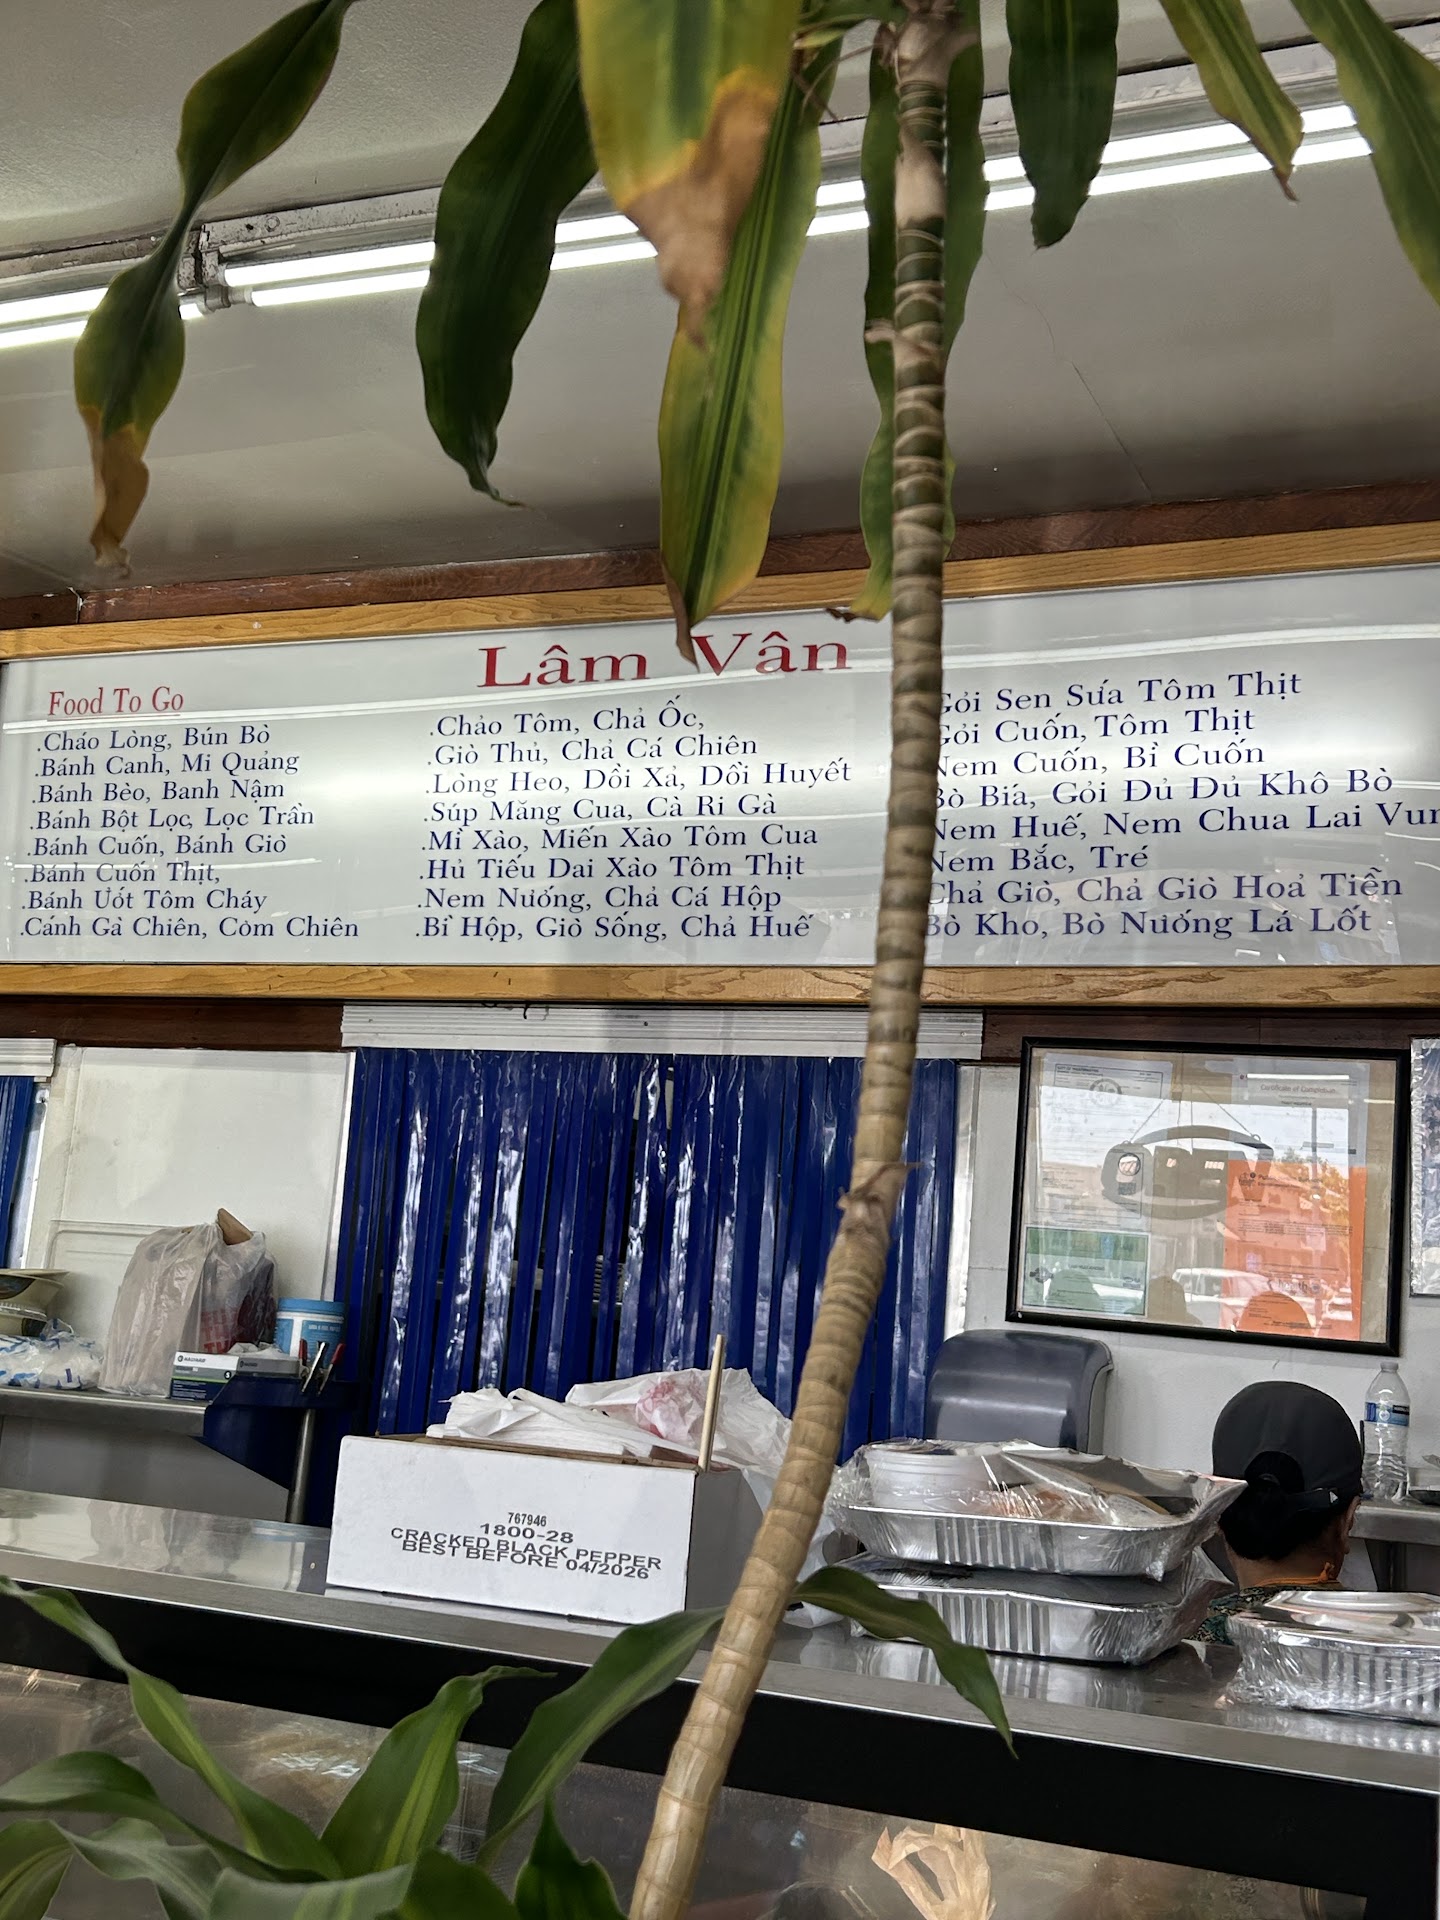 Lâm Vân
Food To Go
.Cháo Lòng, Bún Bò
.Bánh Canh, Mì Quảng
.Bánh Bèo, Banh Nậm
.Bánh Bột Lọc, Lọc Trần
.Bánh Cuốn, Bánh Giò
.Bánh Cuốn Thịt,
.Bánh Ướt Tôm Cháy
.Cánh Gà Chiên, Cơm Chiên
.Chảo Tôm, Chả Ốc,
.Giò Thủ, Chả Cá Chiên
.Lòng Heo, Dồi Xả, Dồi Huyết
.Súp Măng Cua, Cà Ri Gà
.Mì Xào, Miến Xào Tôm Cua
.Hủ Tiếu Dai Xào Tôm Thịt
.Nem Nướng, Chả Cá Hộp
.Bì Hộp, Giò Sống, Chả Huế
Gỏi Sen Sứa Tôm Thịt
Gỏi Cuốn, Tôm Thịt
Nem Cuốn, Bì Cuốn
Bò Bía, Gỏi Đủ Đủ Khô Bò
Nem Huế, Nem Chua Lai Vun
Nem Bắc, Tré
Chả Giò, Chả Giò Hoả Tiền
Bò Kho, Bò Nướng Lá Lốt
Certificate of Completion
767946
1800-28
CRACKED BLACK PEPPER
BEST BEFORE 04/2026